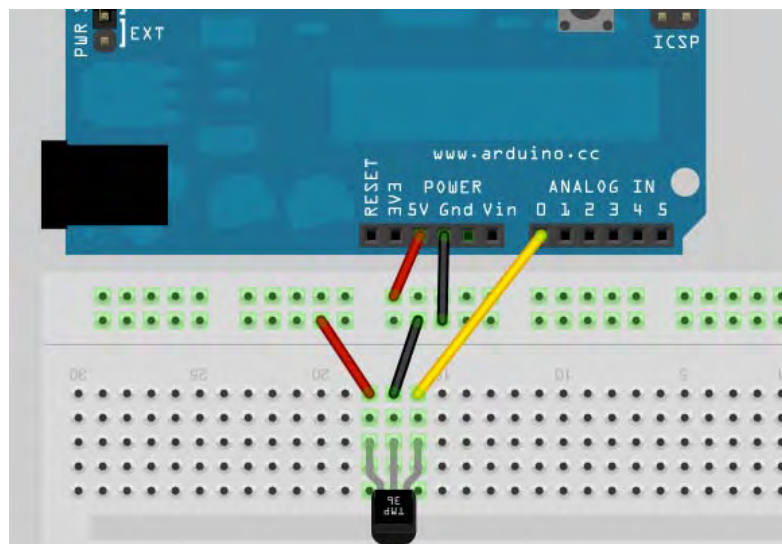 PWR S
EXT
ICSP
www.arduino.cc
POWER
ANALOG IN
RESET
3V3
5V Gnd Vin
0 1 2 3 4 5
30 25 20 15 10 5
TMP
36